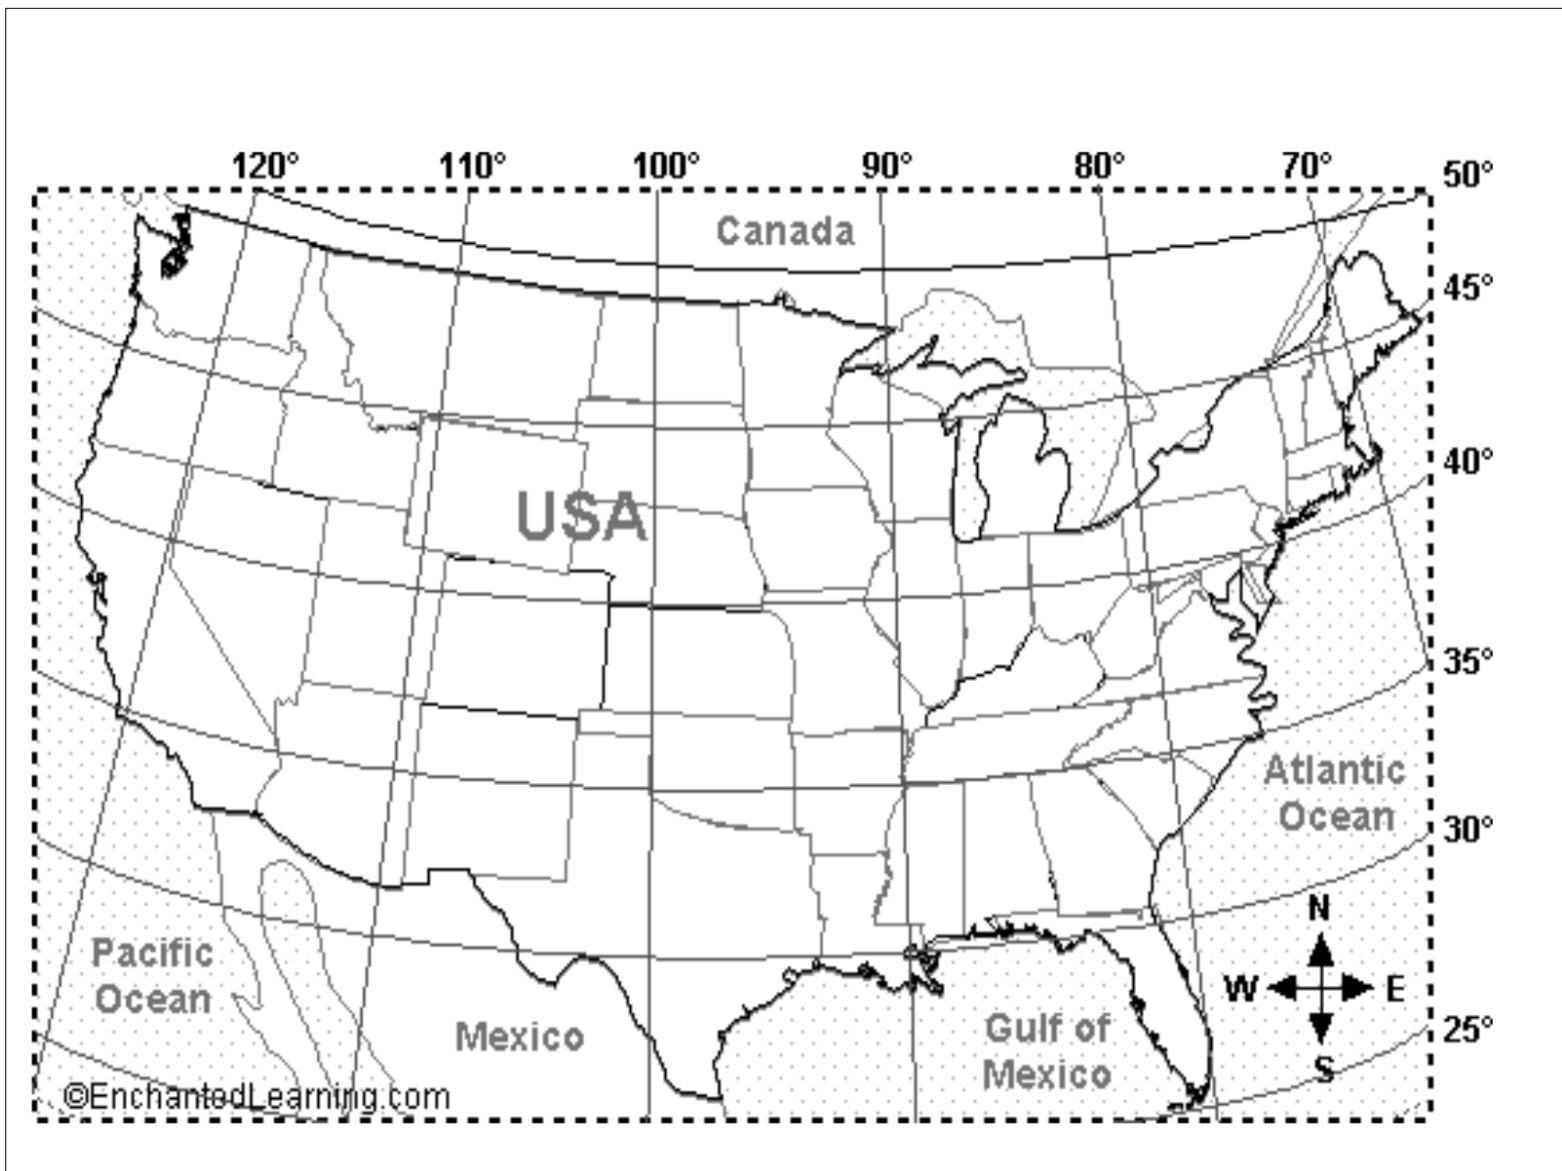 120° 110° 100° 90° 80° 70°
50°
Canada
45°
40°
USA
35°
Atlantic
Ocean
30°
N
Pacific
Ocean
W E
Gulf of
Mexico
Mexico
25°
S
©EnchantedLearning.com